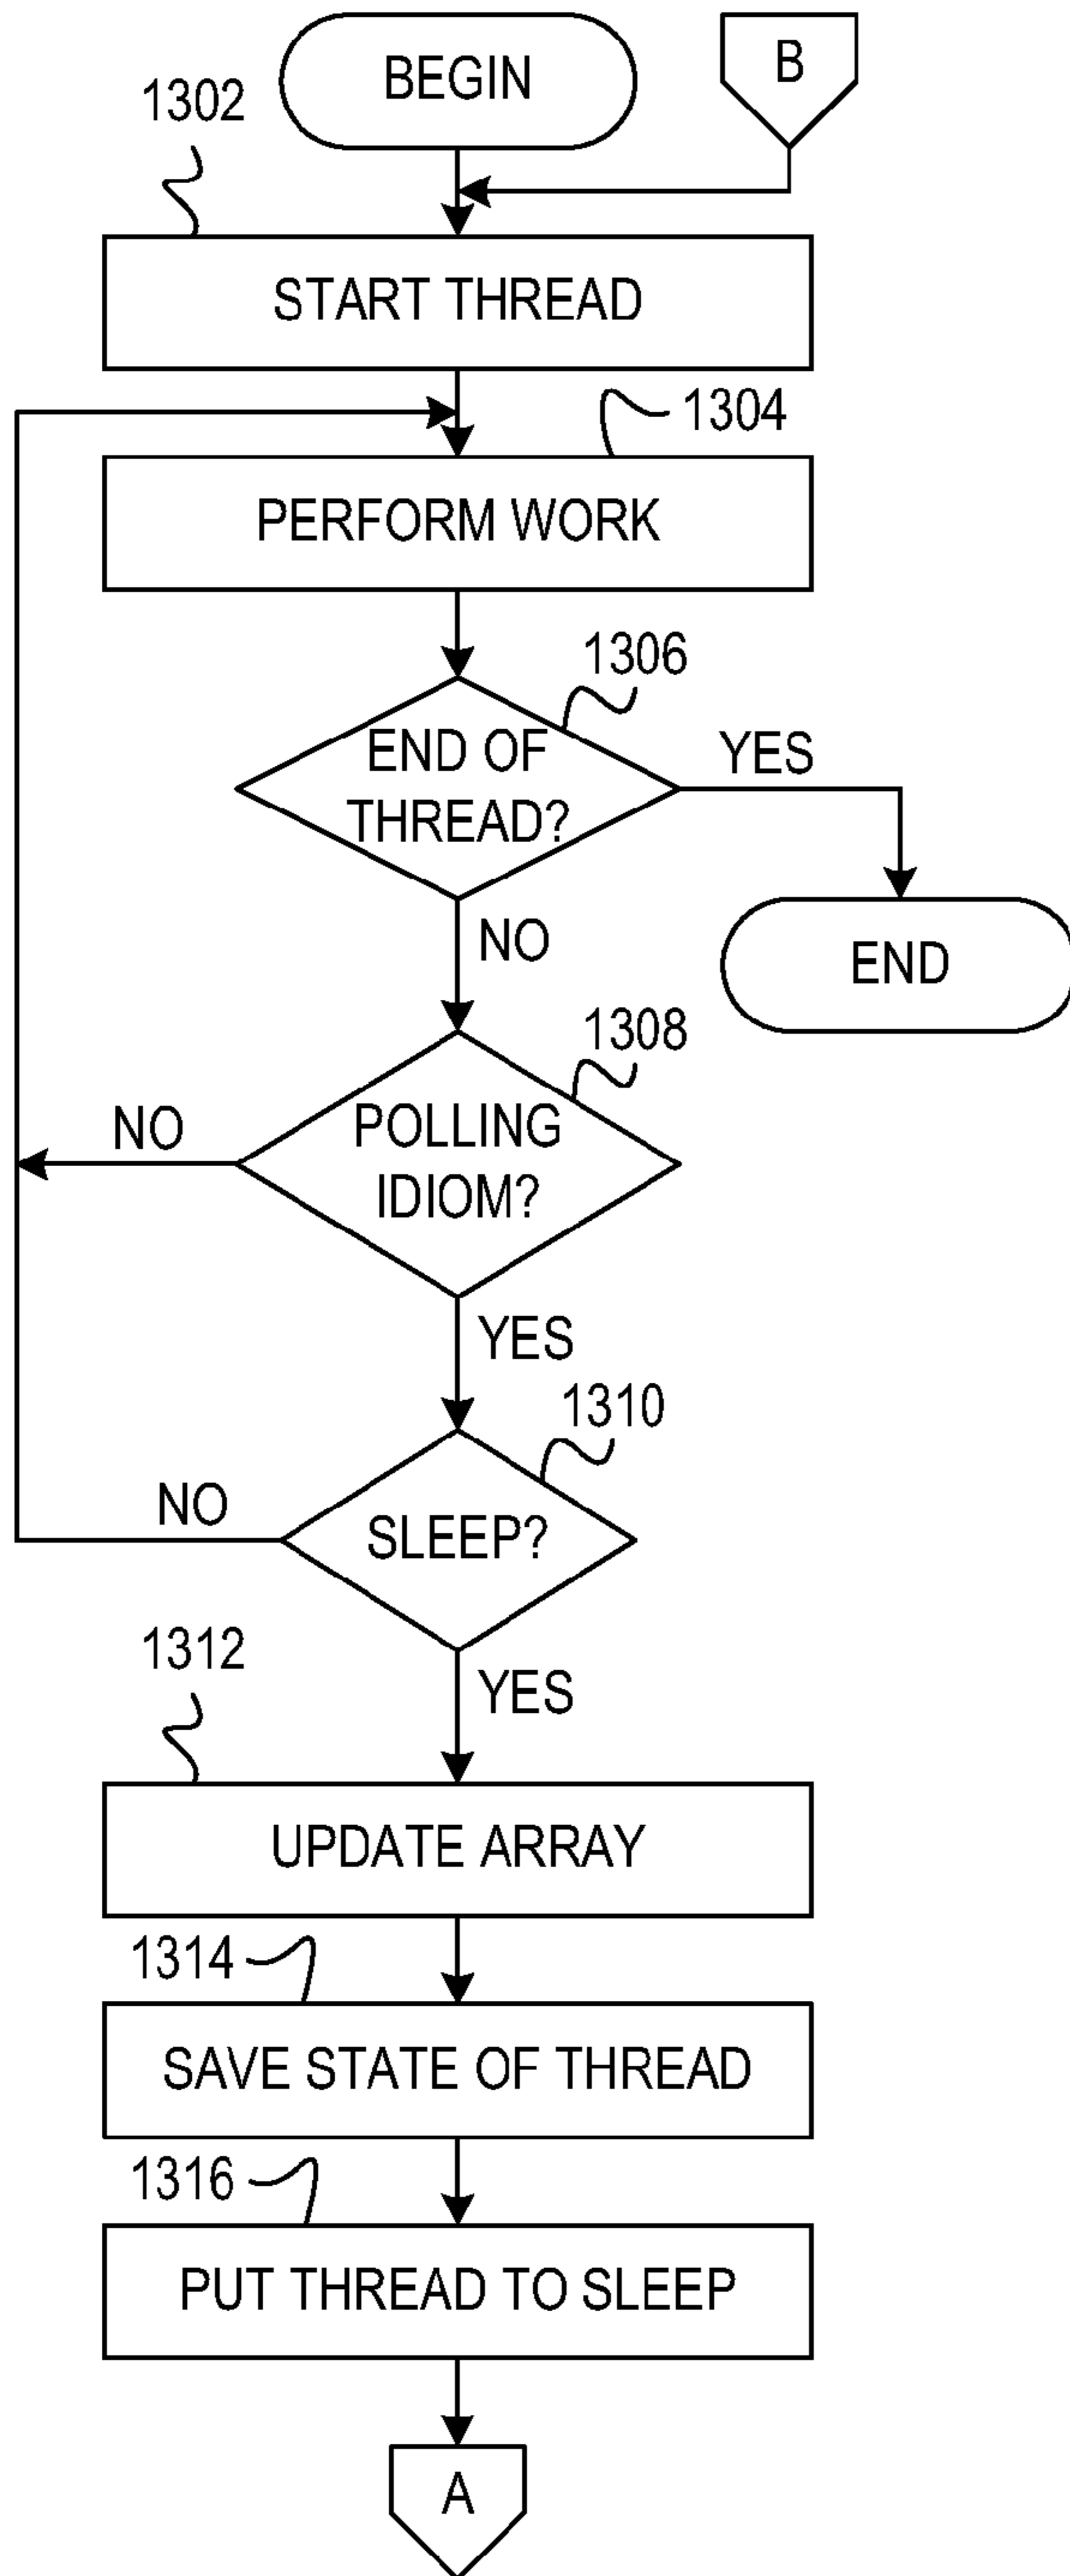 BEGIN
B
1302
START THREAD
1304
PERFORM WORK
1306
END OF
THREAD?
YES
END
NO
1308
POLLING
IDIOM?
NO
YES
1310
SLEEP?
NO
YES
1312
UPDATE ARRAY
1314
SAVE STATE OF THREAD
1316
PUT THREAD TO SLEEP
A